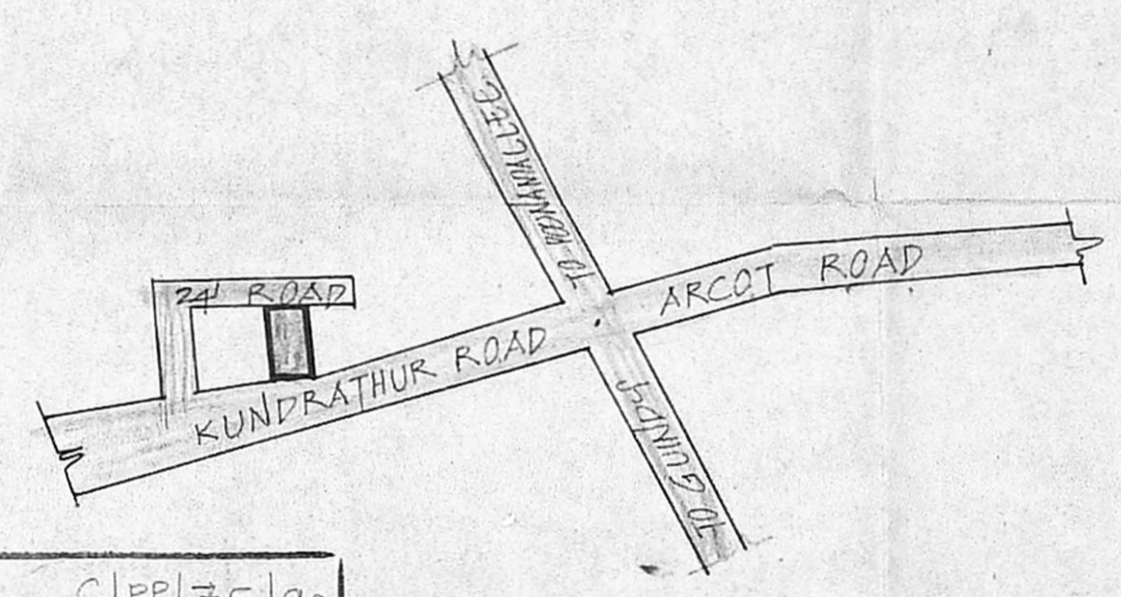 TO POONAMALLEE
24' ROAD
ARCOT ROAD
KUNDRATHUR ROAD
TO GUINDY